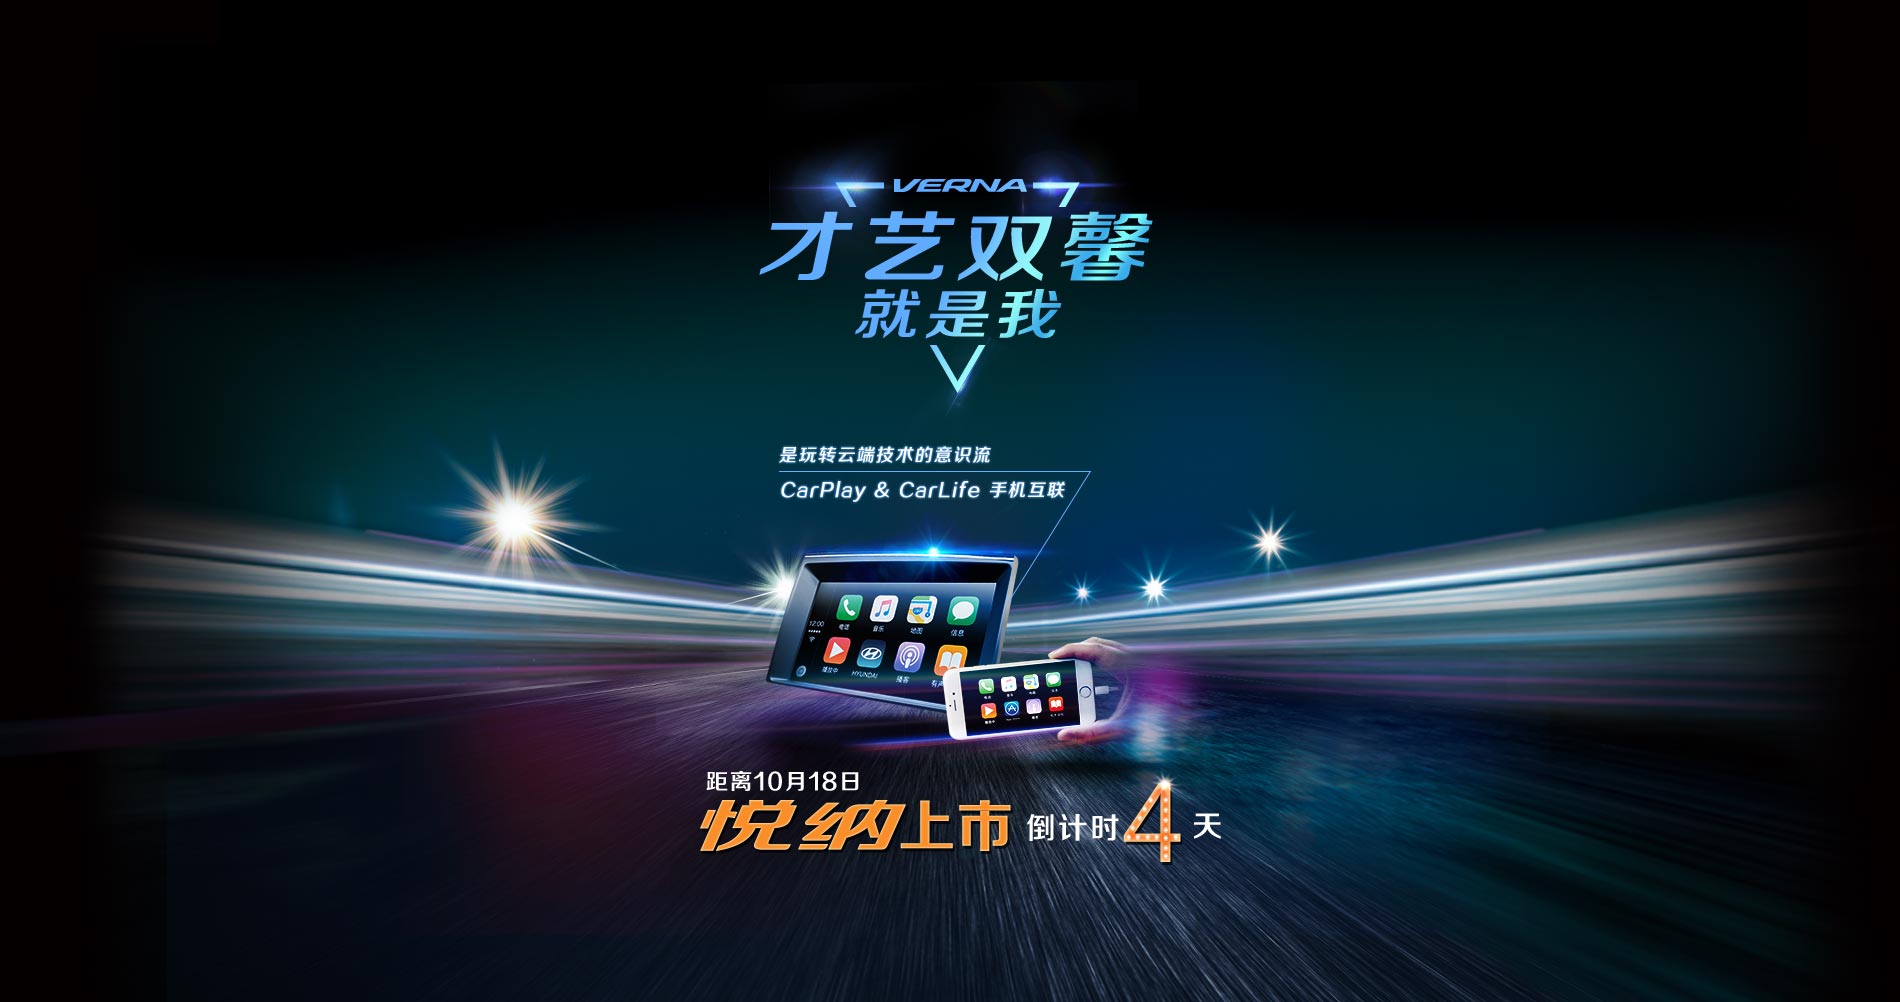 VERNA
才艺双馨
就是我
是玩转云端技术的意识流
CarPlay & CarLife 手机互联
12:00
电话
音乐
地图
信息
播放中
HYUNDAI
播客
有声
距离10月18日
悦纳上市 倒计时4天